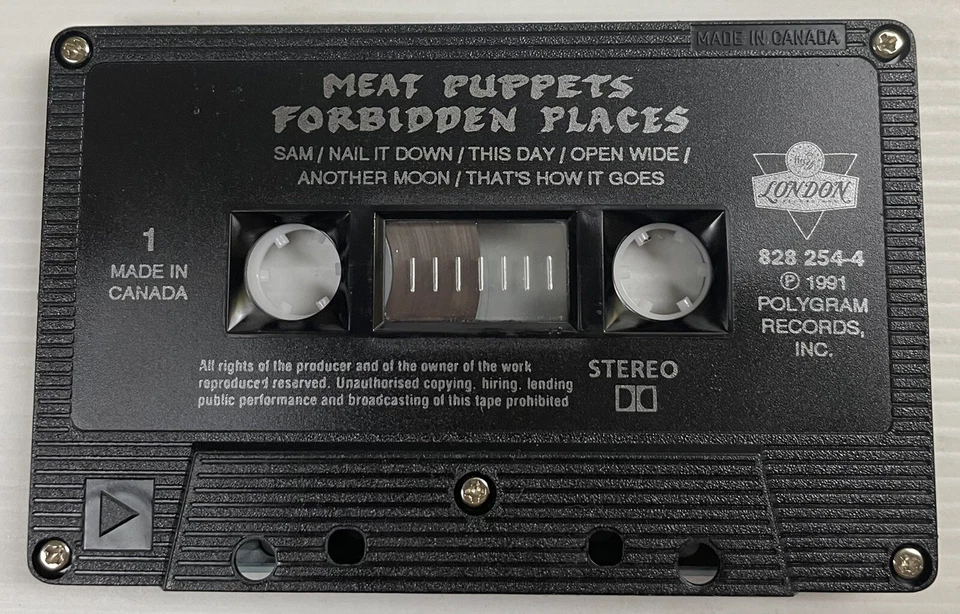 MADE IN CANADA
MEAT PUPPETS
FORBIDDEN PLACES
SAM / NAIL IT DOWN / THIS DAY / OPEN WIDE /
ANOTHER MOON / THAT'S HOW IT GOES
LONDON
1
MADE IN
CANADA
828 254-4
Ⓟ 1991
POLYGRAM
RECORDS,
INC.
All rights of the producer and of the owner of the work
reproduced reserved. Unauthorised copying, hiring, lending
public performance and broadcasting of this tape prohibited
STEREO